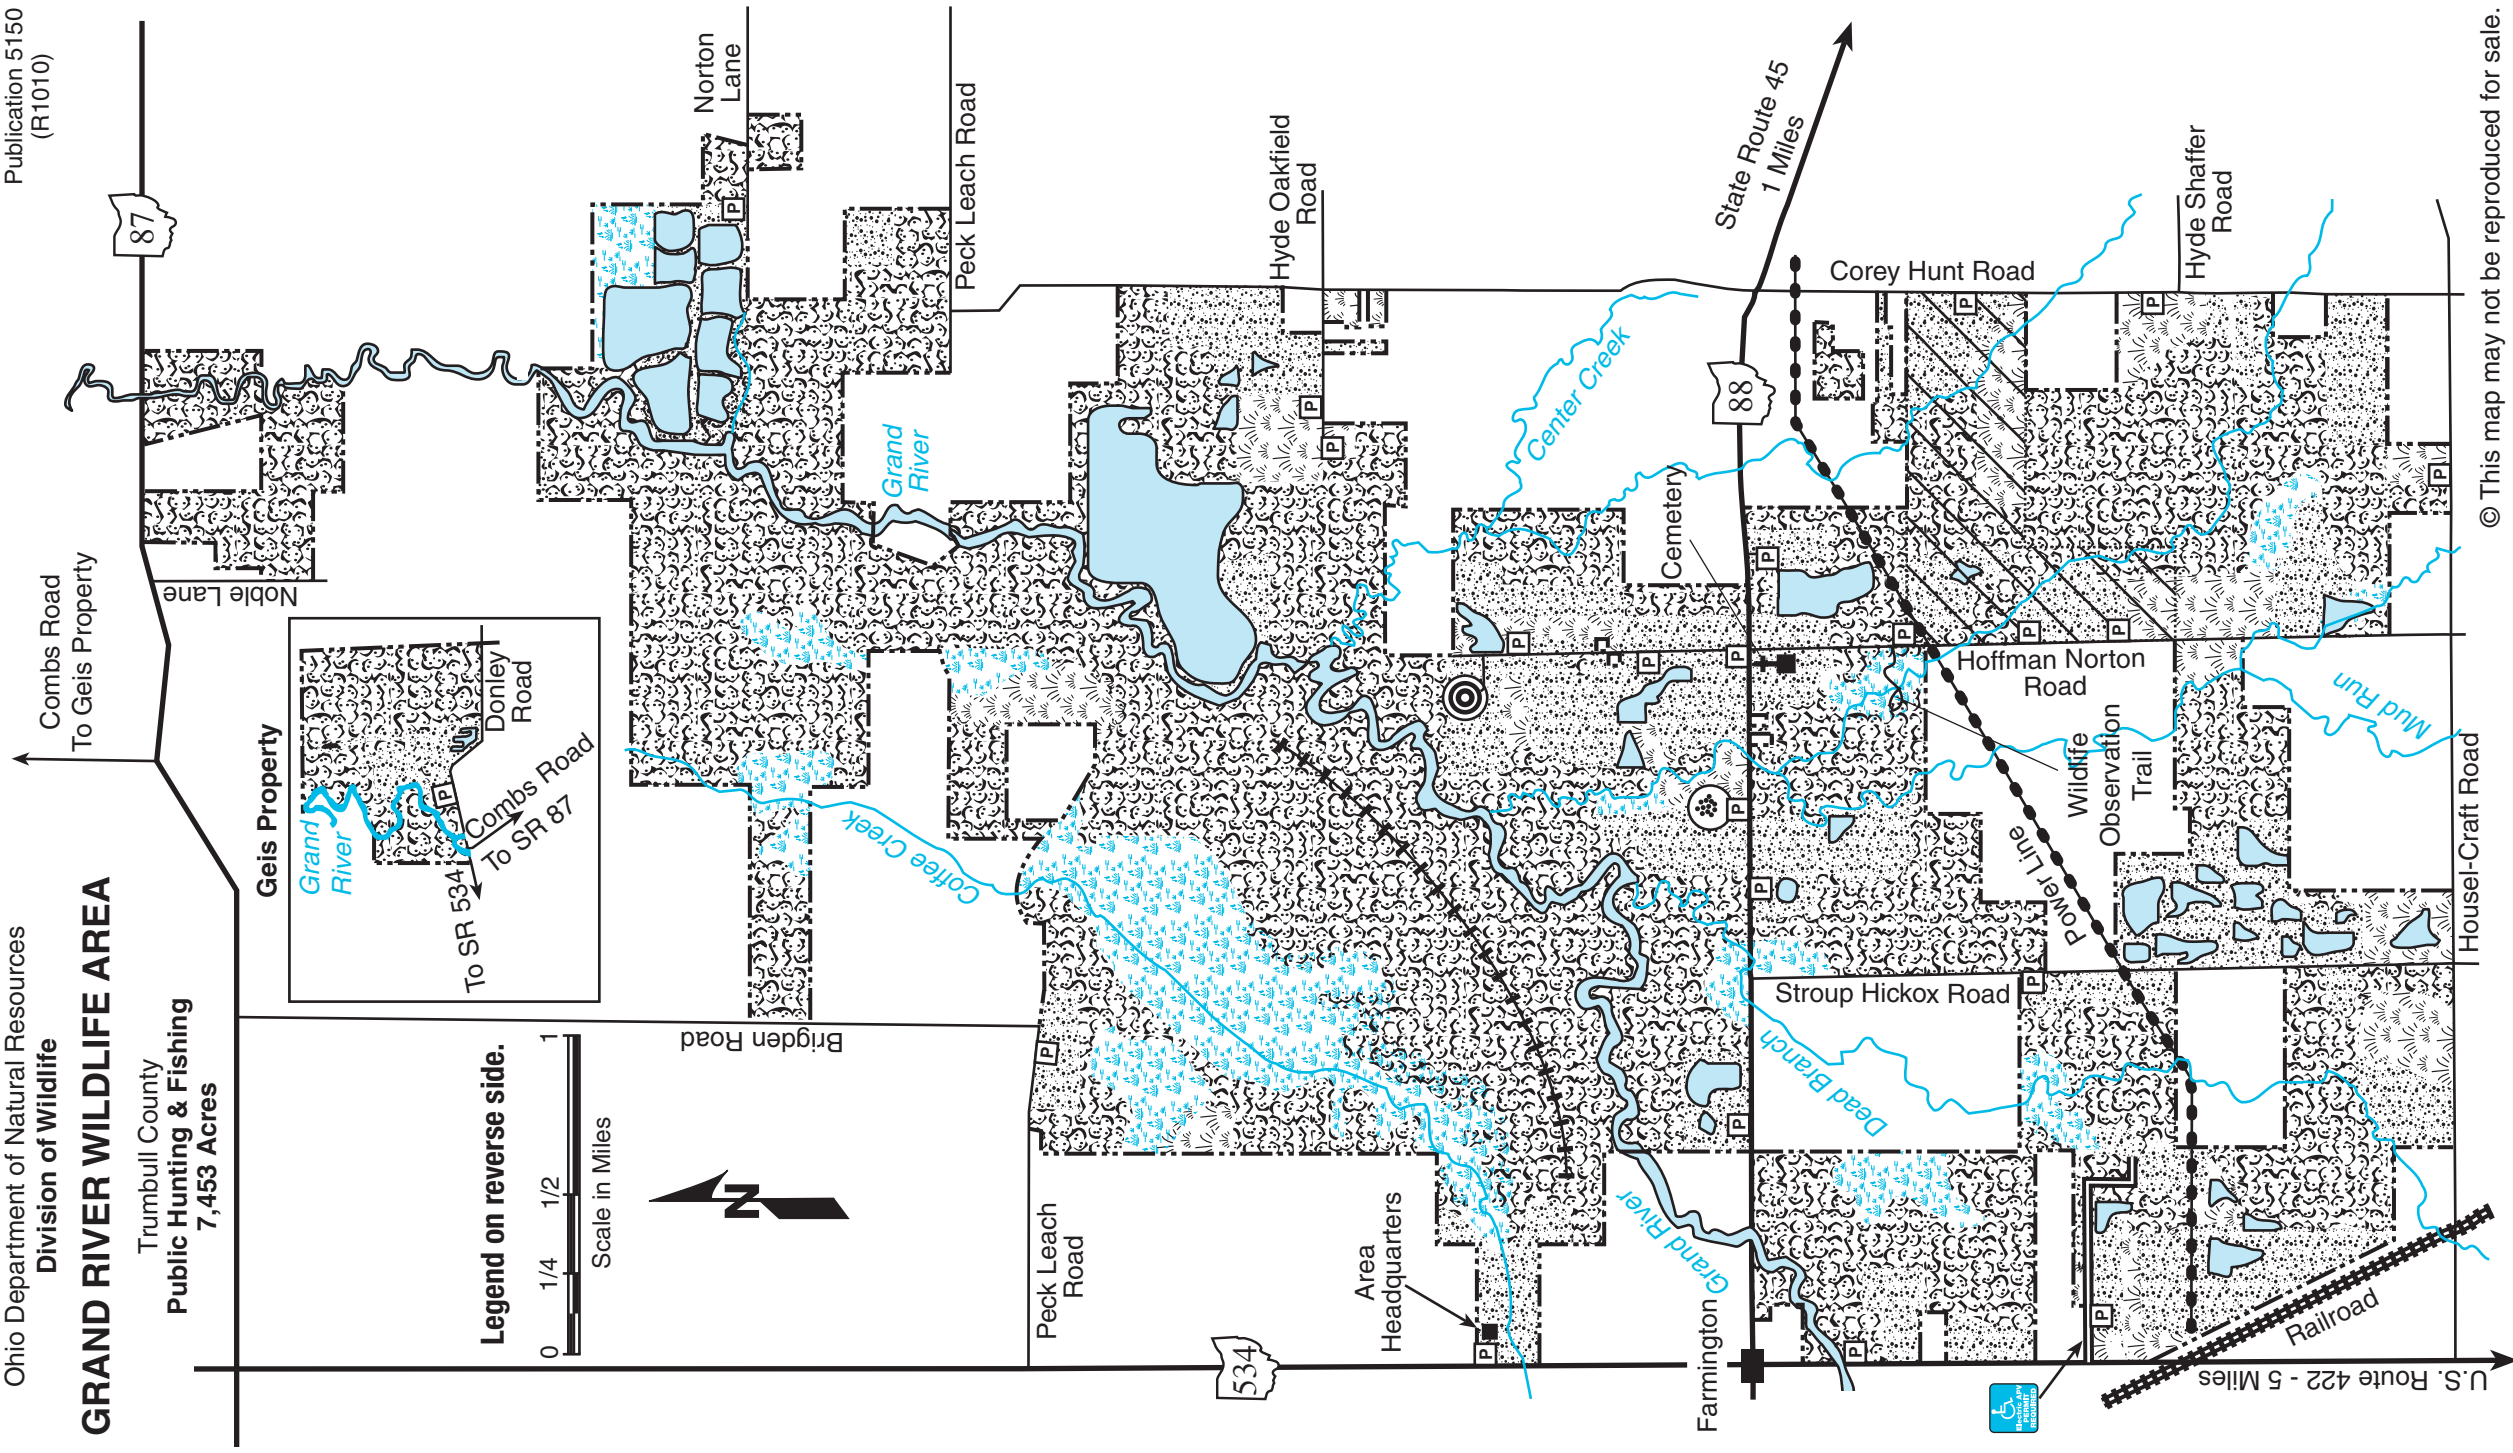 Ohio Department of Natural Resources
Division of Wildlife
GRAND RIVER WILDLIFE AREA
Trumbull County
Public Hunting & Fishing
7,453 Acres
Publication 5150
(R1010)
87
Combs Road
To Geis Property
Noble Lane
Norton
Lane
Peck Leach Road
Geis Property
Grand
River
Donley
Road
P
Combs Road
To SR 87
To SR 534
Legend on reverse side.
0
1/4
1/2
1
Scale in Miles
N
Brigden Road
Coffee Creek
Grand
River
P
Hyde Oakfield
Road
P
P
P
Peck Leach
Road
534
Area
Headquarters
P
Center Creek
State Route 45
1 Miles
Corey Hunt Road
88
Cemetery
P
P
P
P
P
P
P
Farmington
Grand River
Dead Branch
Stroup Hickox Road
P
P
Hoffman Norton
Road
P
P
P
P
P
P
Hyde Shaffer
Road
Wildlife
Observation
Trail
Power Line
Mud Run
Housel-Craft Road
P
P
Railroad
Electric APV
PERMIT
REQUIRED
U.S. Route 422 - 5 Miles
© This map may not be reproduced for sale.